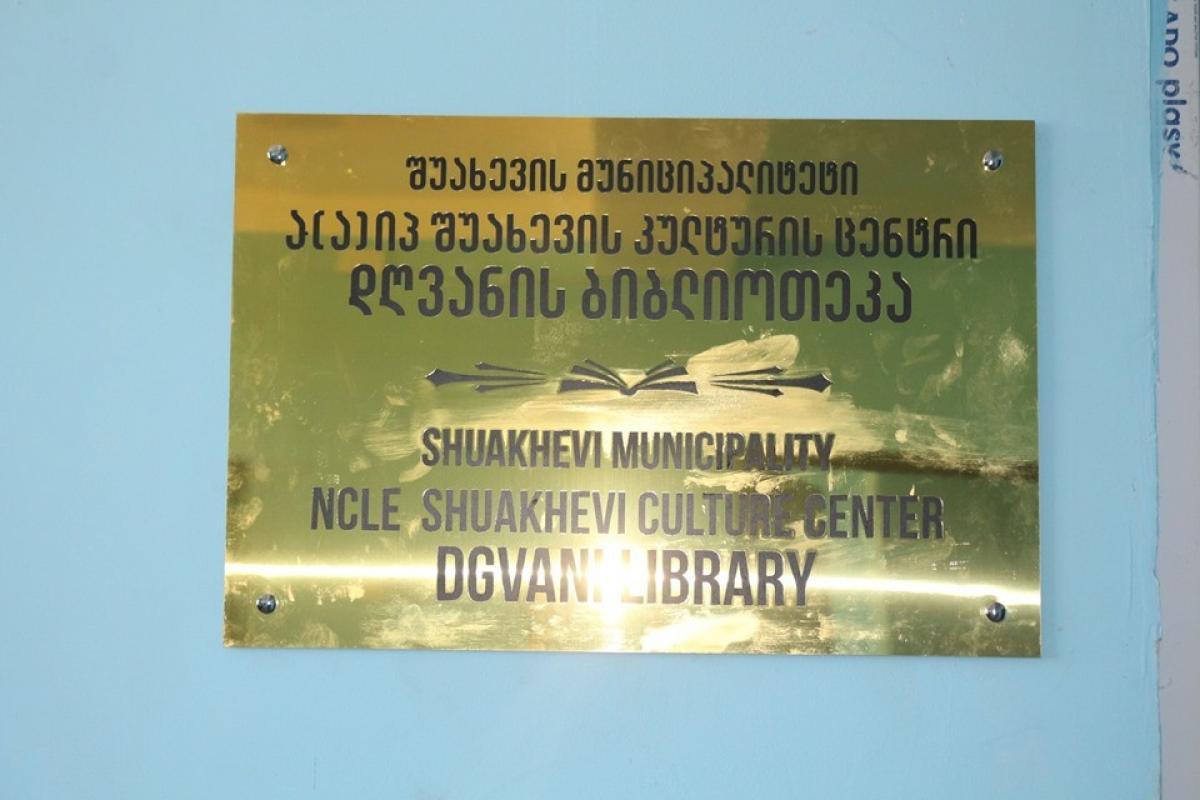 შუახევის მუნიციპალიტეტი
ა(ა)იპ შუახევის კულტურის ცენტრი
დღვანის ბიბლიოთეკა
SHUAKHEVI MUNICIPALITY
NCLE SHUAKHEVI CULTURE CENTER
DGVANI LIBRARY